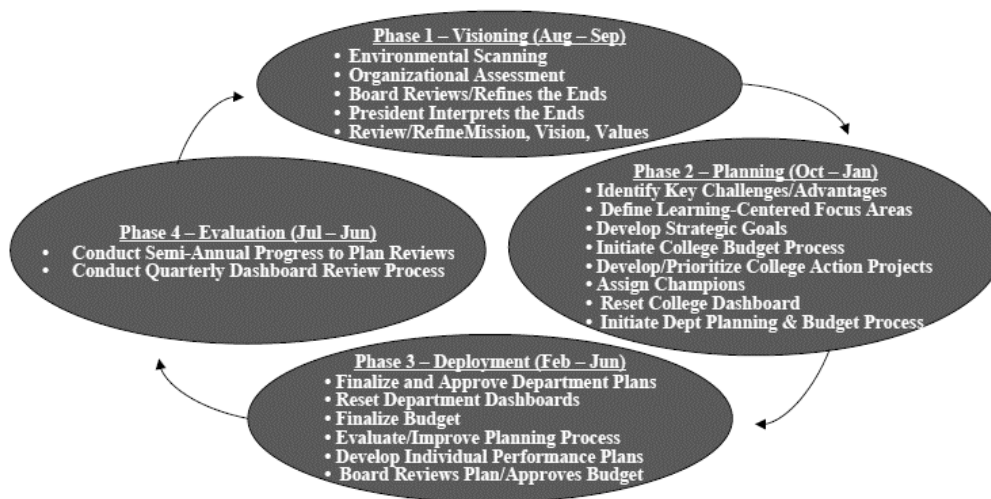 Phase 1 – Visioning (Aug – Sep)
• Environmental Scanning
• Organizational Assessment
• Board Reviews/Refines the Ends
• President Interprets the Ends
• Review/RefineMission, Vision, Values
Phase 2 – Planning (Oct – Jan)
• Identify Key Challenges/Advantages
• Define Learning-Centered Focus Areas
• Develop Strategic Goals
• Initiate College Budget Process
• Develop/Prioritize College Action Projects
• Assign Champions
• Reset College Dashboard
• Initiate Dept Planning & Budget Process
Phase 3 – Deployment (Feb – Jun)
• Finalize and Approve Department Plans
• Reset Department Dashboards
• Finalize Budget
• Evaluate/Improve Planning Process
• Develop Individual Performance Plans
• Board Reviews Plan/Approves Budget
Phase 4 – Evaluation (Jul – Jun)
• Conduct Semi-Annual Progress to Plan Reviews
• Conduct Quarterly Dashboard Review Process